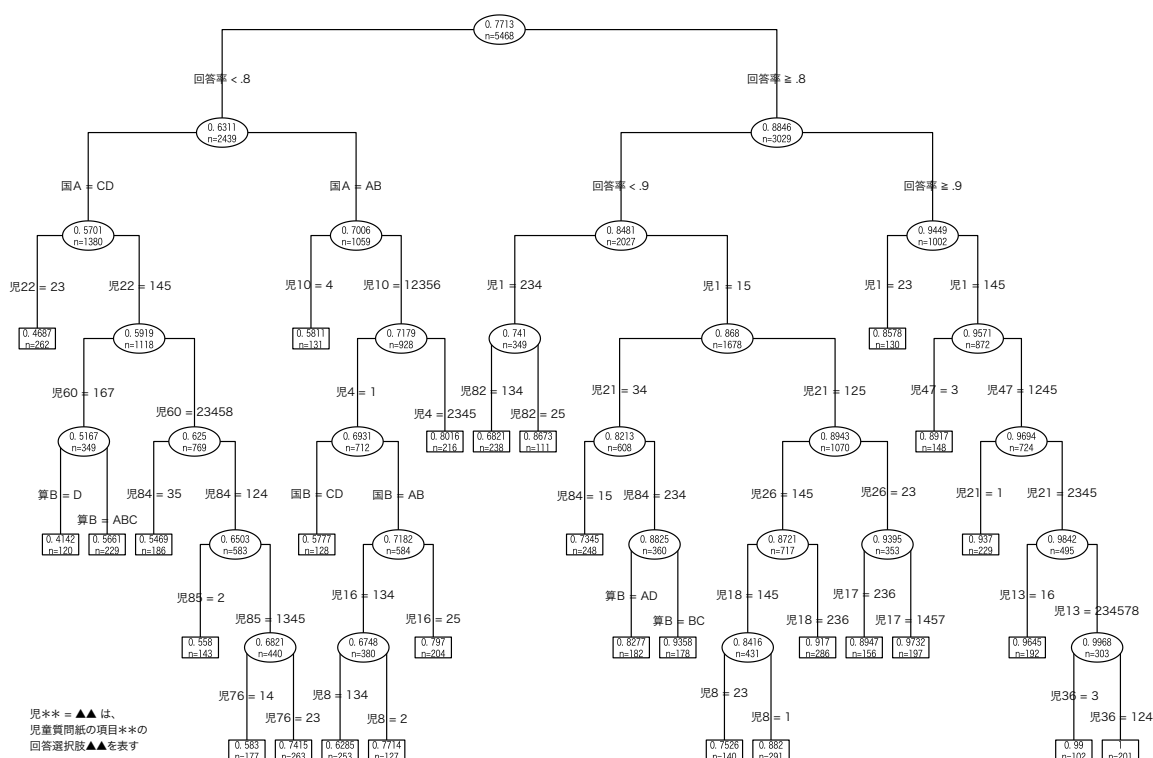 0. 7713
n=5468
回答率 < .8
回答率 ≧ .8
0. 6311
n=2439
0. 8846
n=3029
国A = CD
国A = AB
回答率 < .9
回答率 ≧ .9
0. 5701
n=1380
0. 7006
n=1059
0. 8481
n=2027
0. 9449
n=1002
児22 = 23
児22 = 145
児10 = 4
児10 = 12356
児1 = 234
児1 = 15
児1 = 23
児1 = 145
0. 4687
n=262
0. 5919
n=1118
0. 5811
n=131
0. 7179
n=928
0. 741
n=349
0. 868
n=1678
0. 8578
n=130
0. 9571
n=872
児60 = 167
児60 = 23458
児4 = 1
児4 = 2345
児82 = 134
児82 = 25
児21 = 34
児21 = 125
児47 = 3
児47 = 1245
0. 5167
n=349
0. 625
n=769
0. 6931
n=712
0. 8016
n=216
0. 6821
n=238
0. 8673
n=111
0. 8213
n=608
0. 8943
n=1070
0. 8917
n=148
0. 9694
n=724
算B = D
算B = ABC
児84 = 35
児84 = 124
国B = CD
国B = AB
児84 = 15
児84 = 234
児26 = 145
児26 = 23
児21 = 1
児21 = 2345
0. 4142
n=120
0. 5661
n=229
0. 5469
n=186
0. 6503
n=583
0. 5777
n=128
0. 7182
n=584
0. 7345
n=248
0. 8825
n=360
0. 8721
n=717
0. 9395
n=353
0. 937
n=229
0. 9842
n=495
児85 = 2
児85 = 1345
児16 = 134
児16 = 25
算B = AD
算B = BC
児18 = 145
児18 = 236
児17 = 236
児17 = 1457
児13 = 16
児13 = 234578
0. 558
n=143
0. 6821
n=440
0. 6748
n=380
0. 797
n=204
0. 8277
n=182
0. 9358
n=178
0. 8416
n=431
0. 917
n=286
0. 8947
n=156
0. 9732
n=197
0. 9645
n=192
0. 9968
n=303
児76 = 14
児76 = 23
児8 = 134
児8 = 2
児8 = 23
児8 = 1
児36 = 3
児36 = 124
0. 583
n=177
0. 7415
n=263
0. 6285
n=253
0. 7714
n=127
0. 7526
n=140
0. 882
n=291
0. 99
n=102
1
n=201
児＊＊ = ▲▲ は、
児童質問紙の項目＊＊の
回答選択肢▲▲を表す